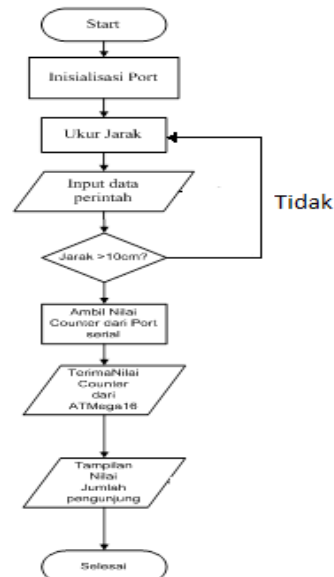 Start
Inisialisasi Port
Ukur Jarak
Input data
perintah
Tidak
Jarak >10cm?
Ambil Nilai
Counter dari Port
serial
TerimaNilai
Counter
dari
ATMega16
Tampilan
Nilai
Jumlah
pengunjung
Selesai